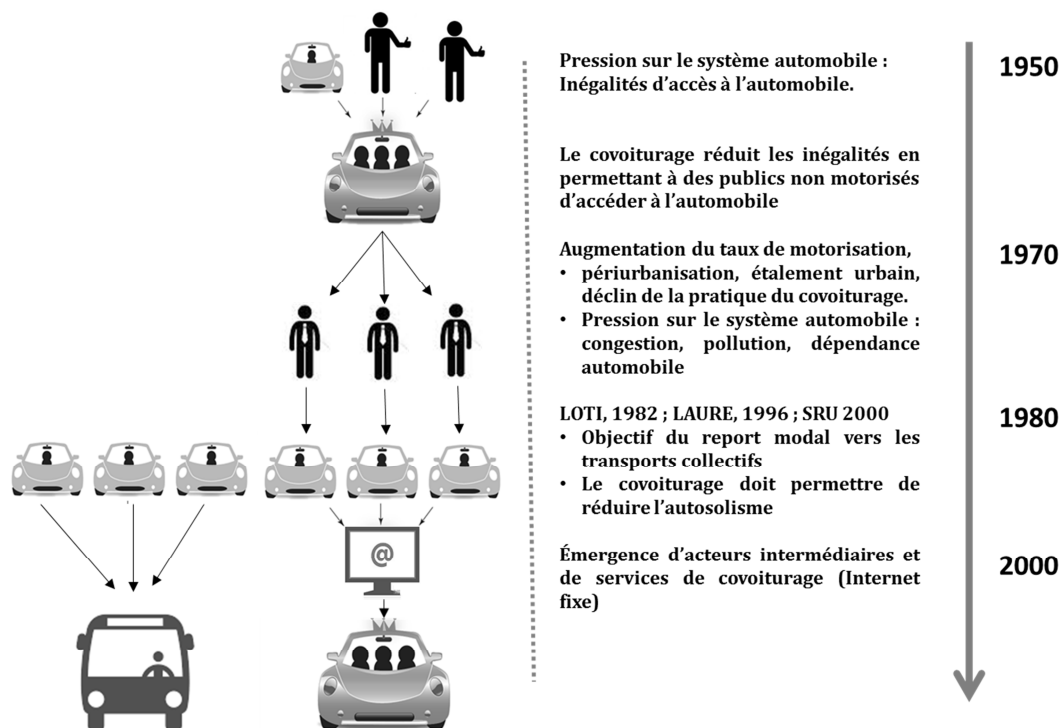 Pression sur le système automobile :
Inégalités d'accès à l'automobile.
1950
Le covoiturage réduit les inégalités en
permettant à des publics non motorisés
d'accéder à l'automobile
Augmentation du taux de motorisation,
• périurbanisation, étalement urbain,
déclin de la pratique du covoiturage.
• Pression sur le système automobile :
congestion, pollution, dépendance
automobile
1970
LOTI, 1982 ; LAURE, 1996 ; SRU 2000
• Objectif du report modal vers les
transports collectifs
• Le covoiturage doit permettre de
réduire l'autosolisme
1980
@
Émergence d'acteurs intermédiaires et
de services de covoiturage (Internet
fixe)
2000